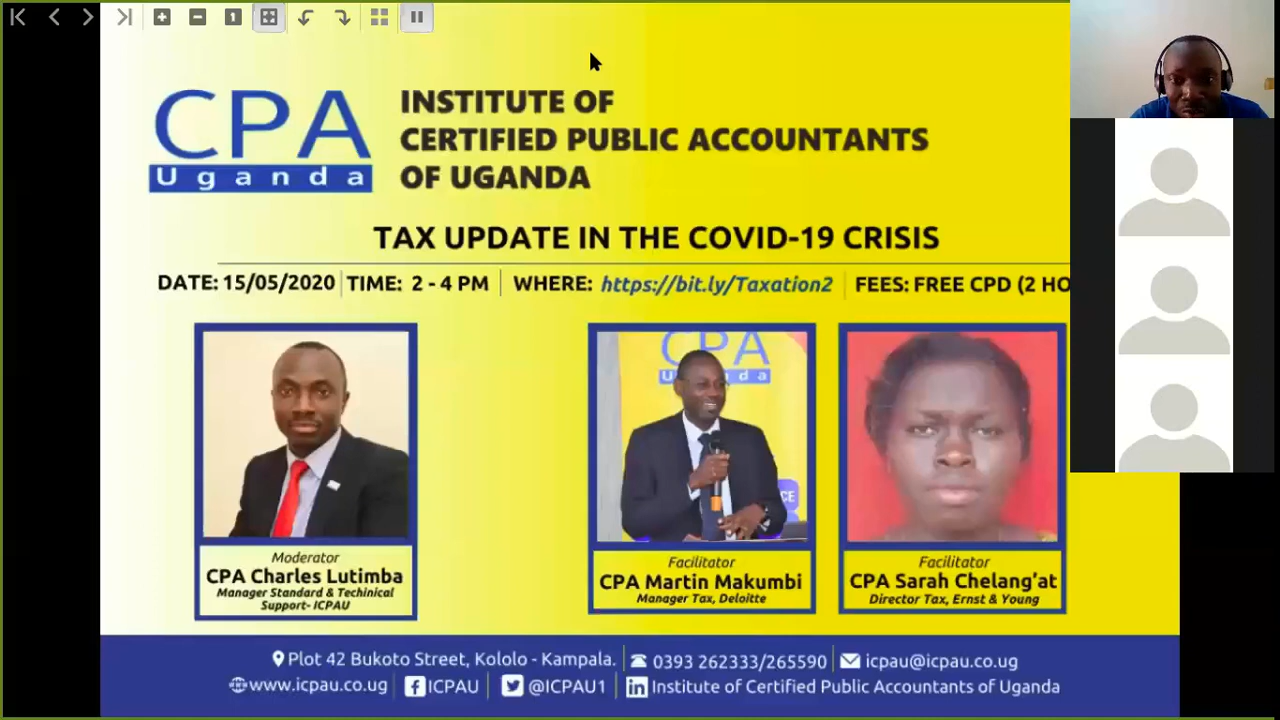 CPA
Uganda
INSTITUTE OF
CERTIFIED PUBLIC ACCOUNTANTS
OF UGANDA
TAX UPDATE IN THE COVID-19 CRISIS
DATE: 15/05/2020 TIME: 2 - 4 PM WHERE: https://bit.ly/Taxation2 FEES: FREE CPD (2 HO
CPA
Uganda
CE
Moderator
CPA Charles Lutimba
Manager Standard & Techinical
Support- ICPAU
Facilitator
CPA Martin Makumbi
Manager Tax, Deloitte
Facilitator
CPA Sarah Chelang'at
Director Tax, Ernst & Young
Plot 42 Bukoto Street, Kololo - Kampala. 0393 262333/265590 icpau@icpau.co.ug
www.icpau.co.ug ICPAU @ICPAU1 Institute of Certified Public Accountants of Uganda